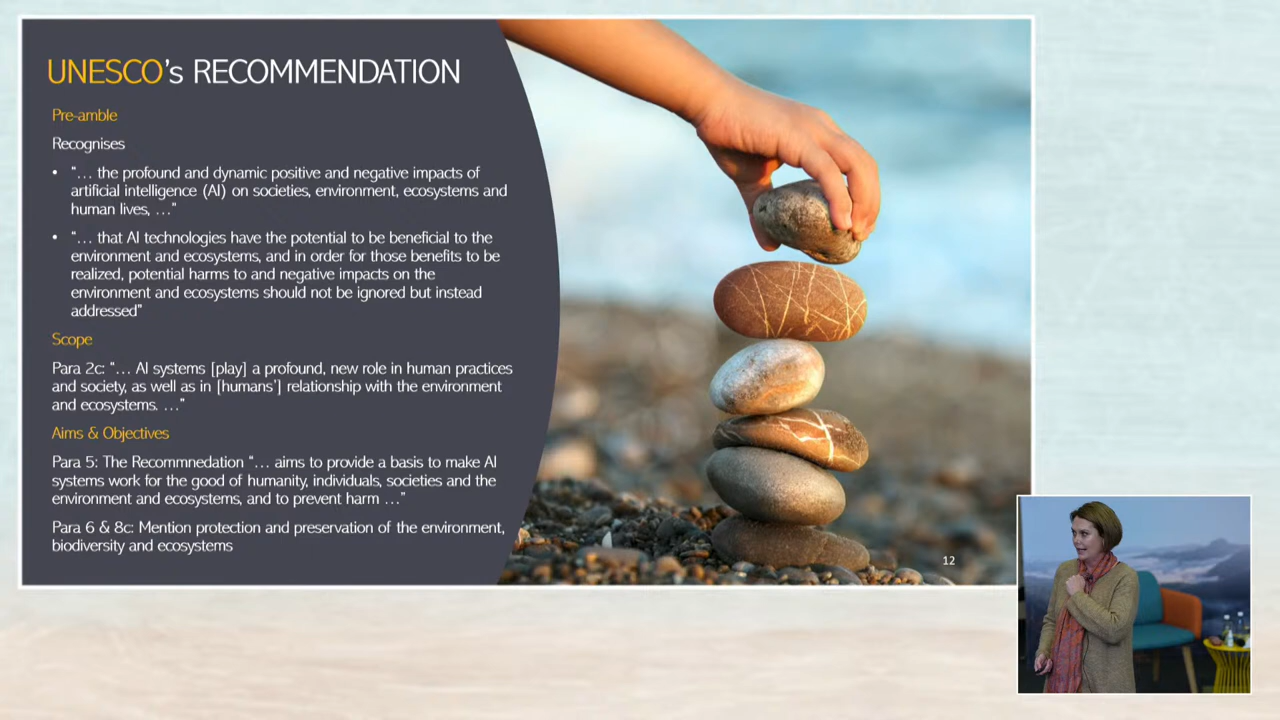 UNESCO's RECOMMENDATION
Pre-amble
Recognises
• "… the profound and dynamic positive and negative impacts of
artificial intelligence (AI) on societies, environment, ecosystems and
human lives, …"
• "… that AI technologies have the potential to be beneficial to the
environment and ecosystems, and in order for those benefits to be
realized, potential harms to and negative impacts on the
environment and ecosystems should not be ignored but instead
addressed"
Scope
Para 2c: "… AI systems [play] a profound, new role in human practices
and society, as well as in [humans'] relationship with the environment
and ecosystems. …"
Aims & Objectives
Para 5: The Recommnedation "… aims to provide a basis to make AI
systems work for the good of humanity, individuals, societies and the
environment and ecosystems, and to prevent harm …"
Para 6 & 8c: Mention protection and preservation of the environment,
biodiversity and ecosystems
12